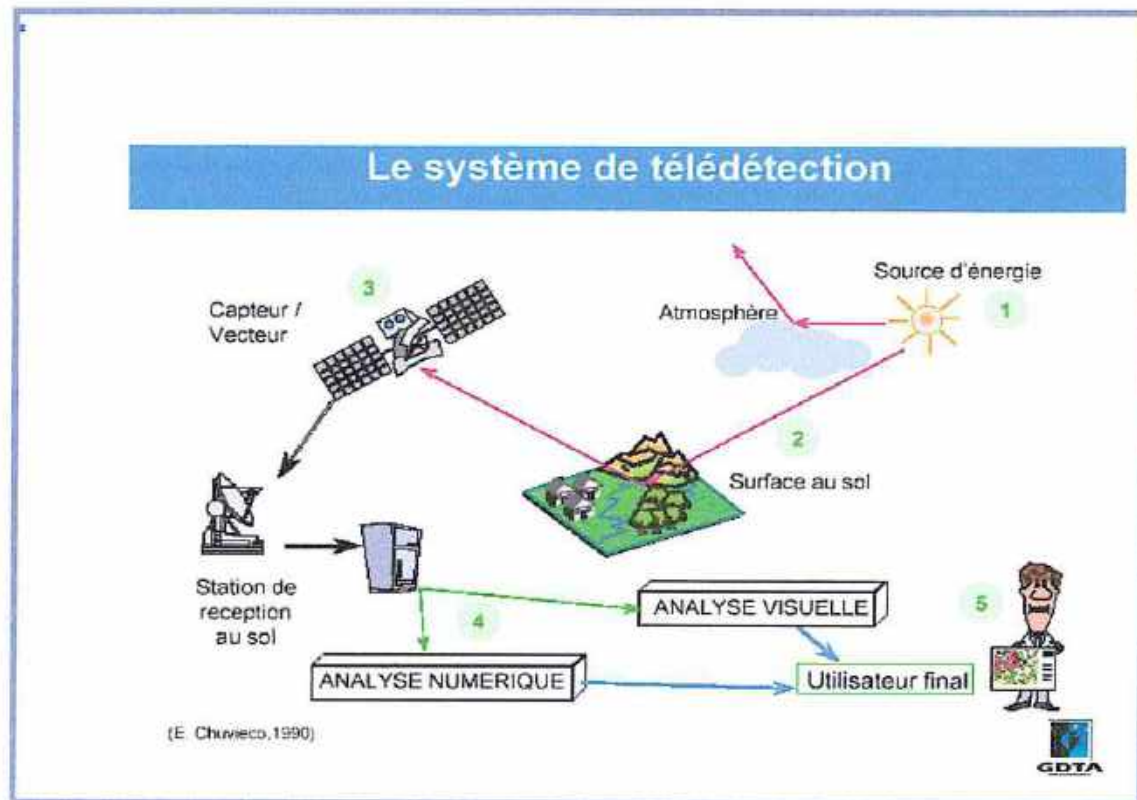 Le système de télédétection
Source d'énergie
1
3
Capteur /
Vecteur
Atmosphère
2
Surface au sol
Station de
reception
au sol
4
ANALYSE VISUELLE
5
ANALYSE NUMERIQUE
Utilisateur final
(E. Chuvieco,1990)
GDTA